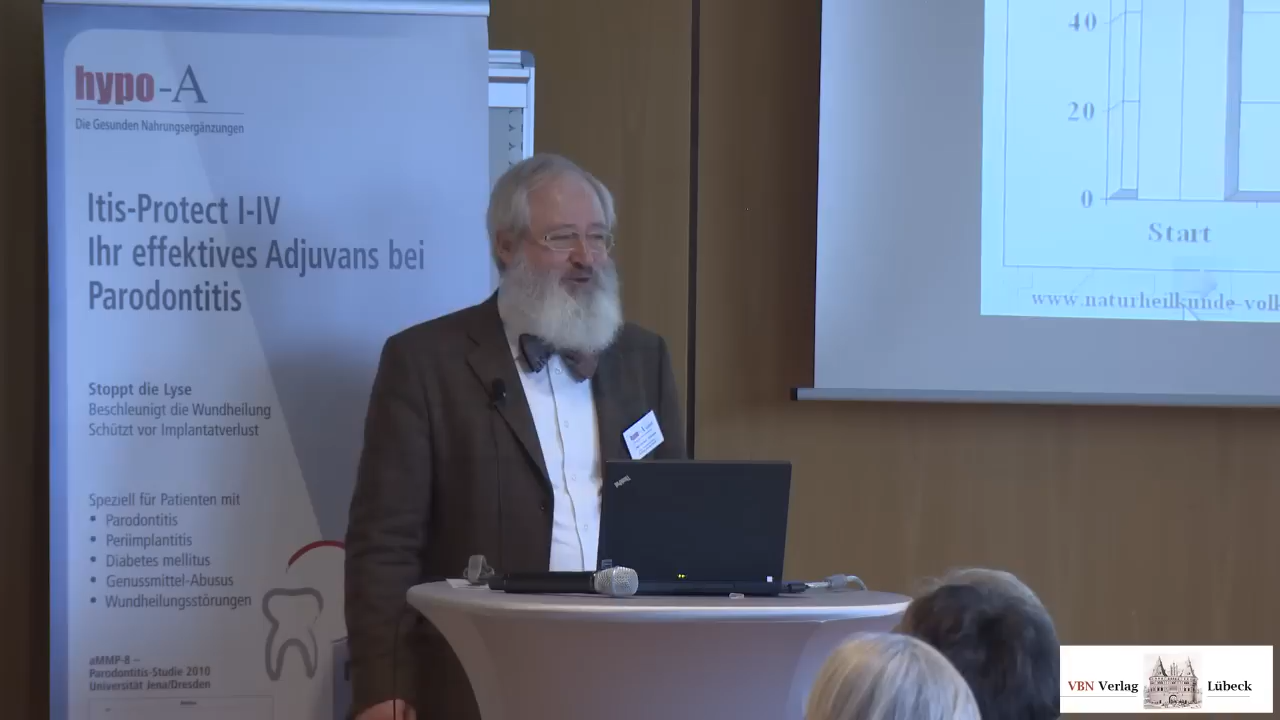 hypo-A
Die Gesunden Nahrungsergänzungen
Itis-Protect I-IV
Ihr effektives Adjuvans bei
Parodontitis
Stoppt die Lyse
Beschleunigt die Wundheilung
Schützt vor Implantatverlust
Speziell für Patienten mit
• Parodontitis
• Periimplantitis
• Diabetes mellitus
• Genussmittel-Abusus
• Wundheilungsstörungen
aMMP-8 –
Parodontitis-Studie 2010
Universität Jena/Dresden
40
20
0
Start
www.naturheilkunde-voll
ThinkPad
VBN Verlag Lübeck